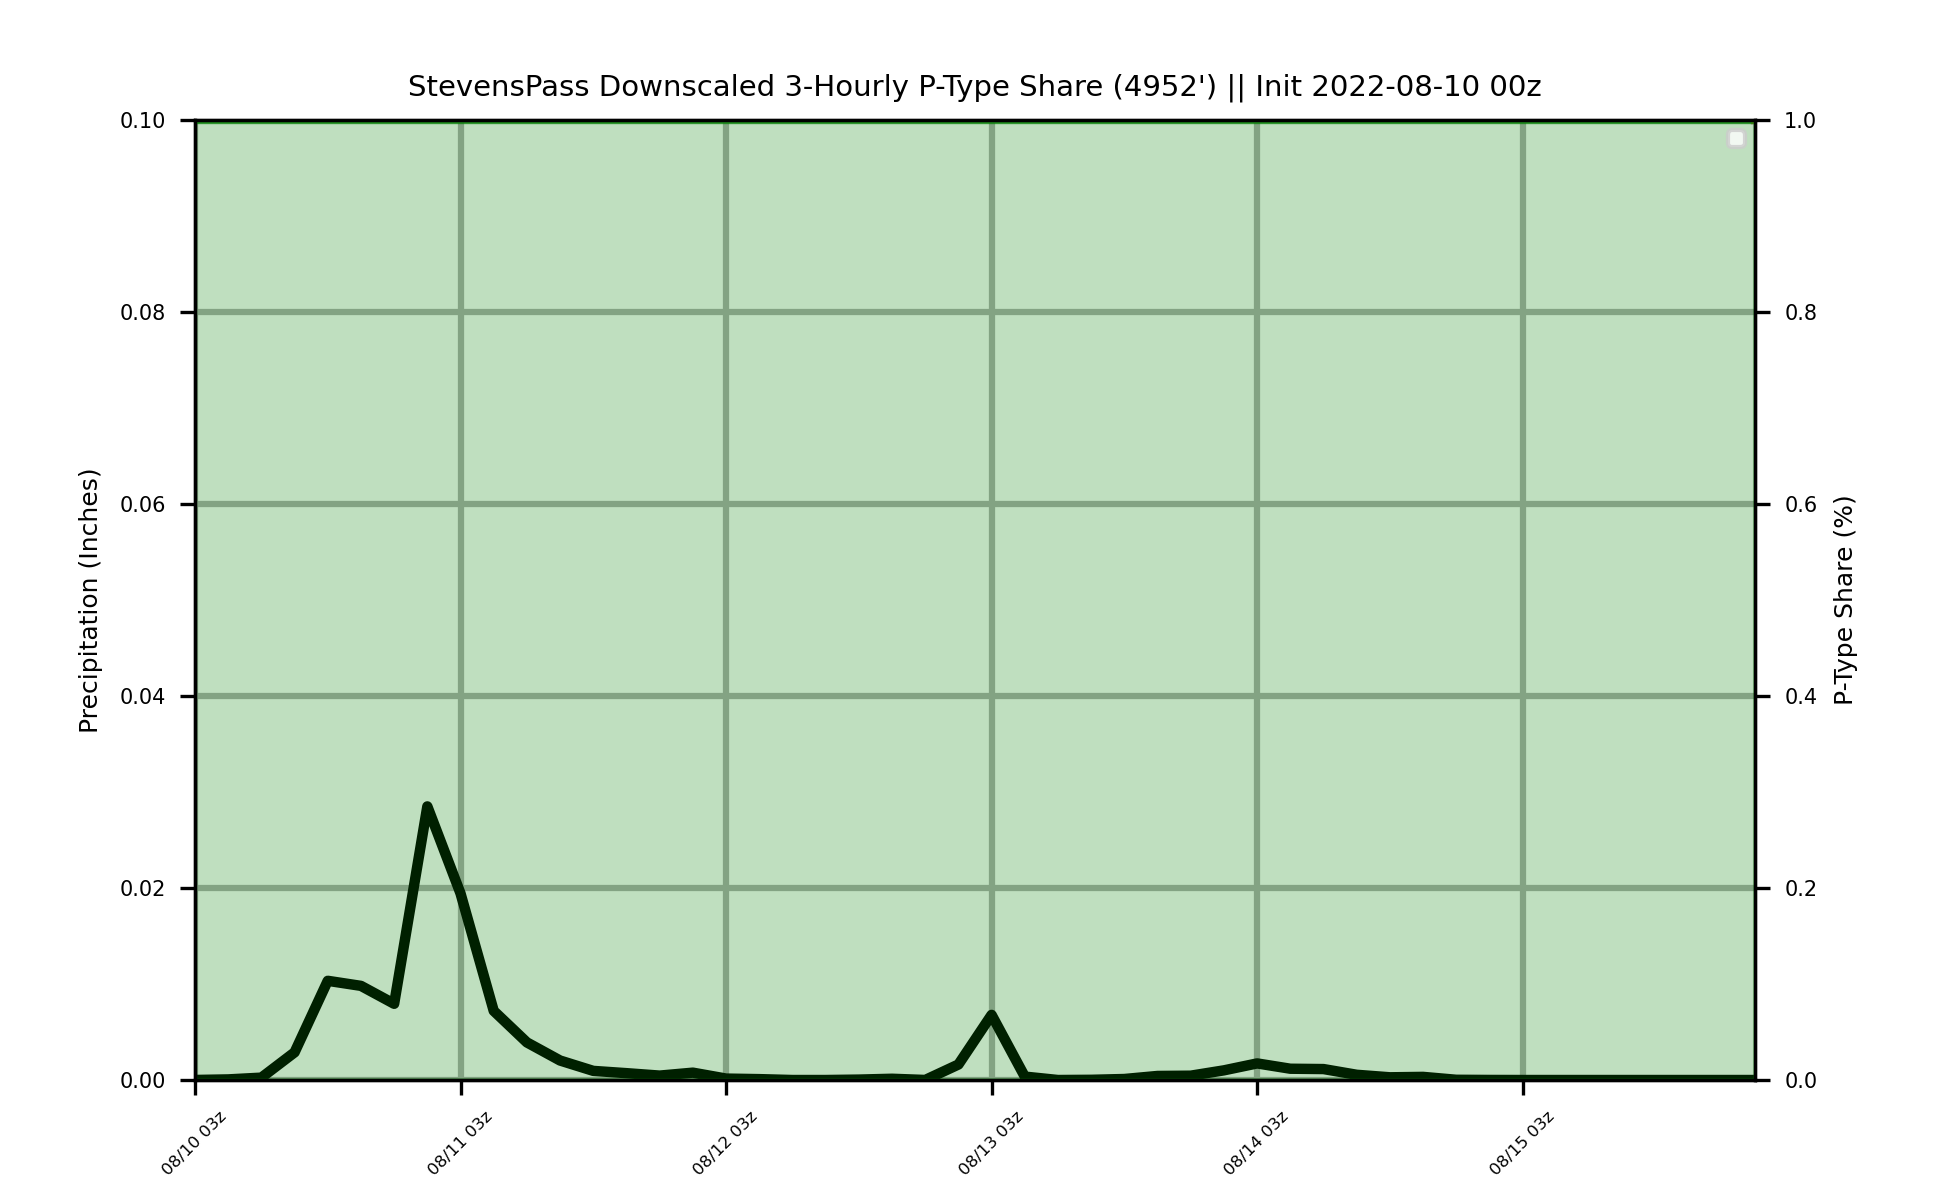 StevensPass Downscaled 3-Hourly P-Type Share (4952') || Init 2022-08-10 00z
Precipitation (Inches)
0.10
0.08
0.06
0.04
0.02
0.00
1.0
0.8
0.6
0.4
0.2
0.0
P-Type Share (%)
08/10 03z
08/11 03z
08/12 03z
08/13 03z
08/14 03z
08/15 03z